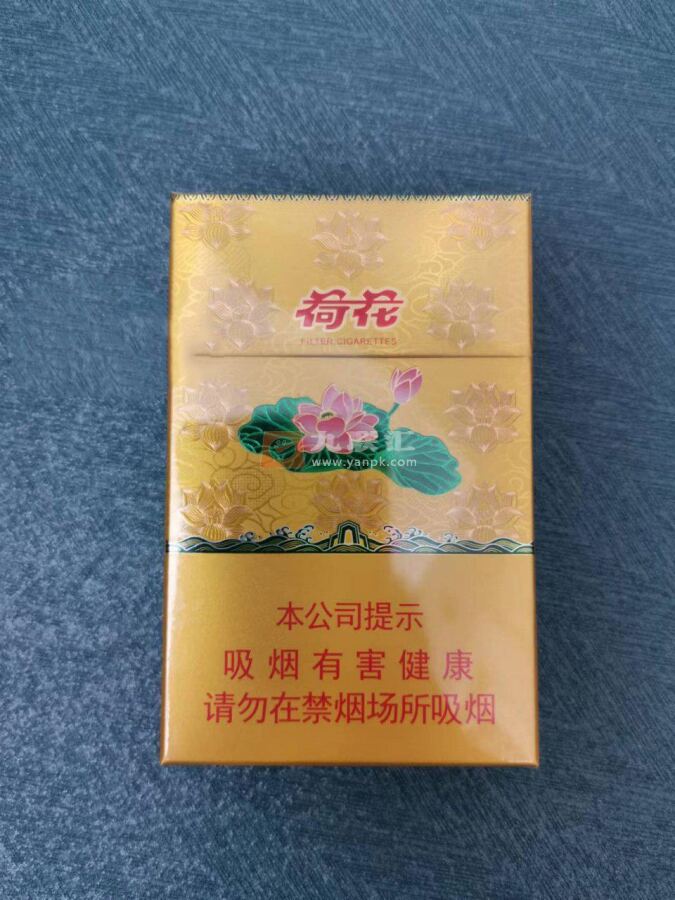 荷花
FILTER CIGARETTES
www.yanpk.com
本公司提示
吸烟有害健康
请勿在禁烟场所吸烟